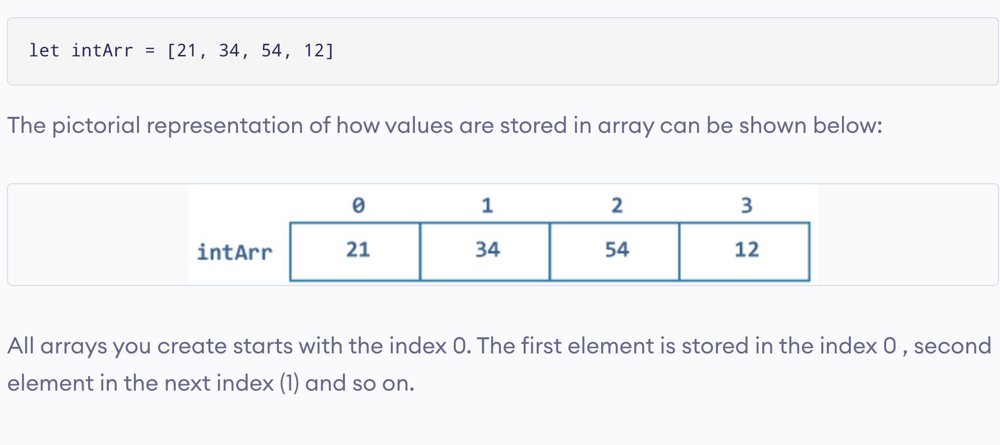 let intArr = [21, 34, 54, 12]
The pictorial representation of how values are stored in array can be shown below:
0 1 2 3
intArr 21 34 54 12
All arrays you create starts with the index 0. The first element is stored in the index 0 , second
element in the next index (1) and so on.